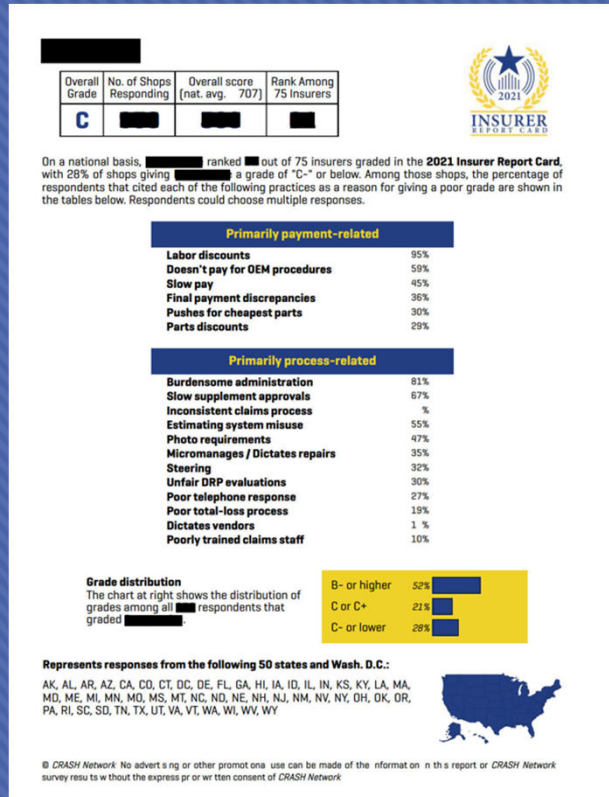 Overall Grade
No. of Shops Responding
Overall score (nat. avg. 707)
Rank Among 75 Insurers
C
2021
INSURER
REPORT CARD
On a national basis, ranked out of 75 insurers graded in the 2021 Insurer Report Card,
with 28% of shops giving a grade of "C-" or below. Among those shops, the percentage of
respondents that cited each of the following practices as a reason for giving a poor grade are shown in
the tables below. Respondents could choose multiple responses.
Primarily payment-related
Labor discounts 95%
Doesn't pay for OEM procedures 59%
Slow pay 45%
Final payment discrepancies 36%
Pushes for cheapest parts 30%
Parts discounts 29%
Primarily process-related
Burdensome administration 81%
Slow supplement approvals 67%
Inconsistent claims process %
Estimating system misuse 55%
Photo requirements 47%
Micromanages / Dictates repairs 35%
Steering 32%
Unfair DRP evaluations 30%
Poor telephone response 27%
Poor total-loss process 19%
Dictates vendors 1 %
Poorly trained claims staff 10%
Grade distribution
The chart at right shows the distribution of
grades among all respondents that
graded .
B- or higher 52%
C or C+ 21%
C- or lower 28%
Represents responses from the following 50 states and Wash. D.C.:
AK, AL, AR, AZ, CA, CO, CT, DC, DE, FL, GA, HI, IA, ID, IL, IN, KS, KY, LA, MA,
MD, ME, MI, MN, MO, MS, MT, NC, ND, NE, NH, NJ, NM, NV, NY, OH, OK, OR,
PA, RI, SC, SD, TN, TX, UT, VA, VT, WA, WI, WV, WY
© CRASH Network No advert s ng or other promot ona use can be made of the nformat on n th s report or CRASH Network
survey resu ts w thout the express pr or wr tten consent of CRASH Network